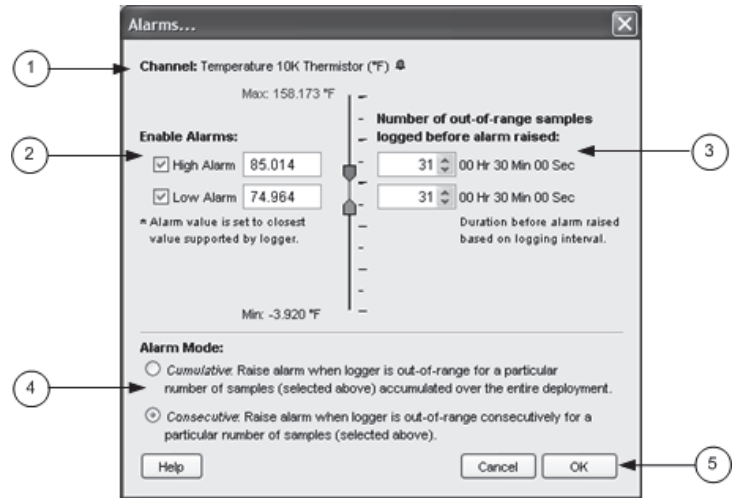 Alarms...
1
Channel: Temperature 10K Thermistor (°F)
Max: 158.173 °F
Number of out-of-range samples
logged before alarm raised:
2
Enable Alarms:
3
High Alarm 85.014
31 00 Hr 30 Min 00 Sec
Low Alarm 74.964
31 00 Hr 30 Min 00 Sec
* Alarm value is set to closest
value supported by logger.
Duration before alarm raised
based on logging interval.
Min: -3.920 °F
Alarm Mode:
4
Cumulative: Raise alarm when logger is out-of-range for a particular
number of samples (selected above) accumulated over the entire deployment.
Consecutive: Raise alarm when logger is out-of-range consecutively for a
particular number of samples (selected above).
Help
Cancel
OK
5